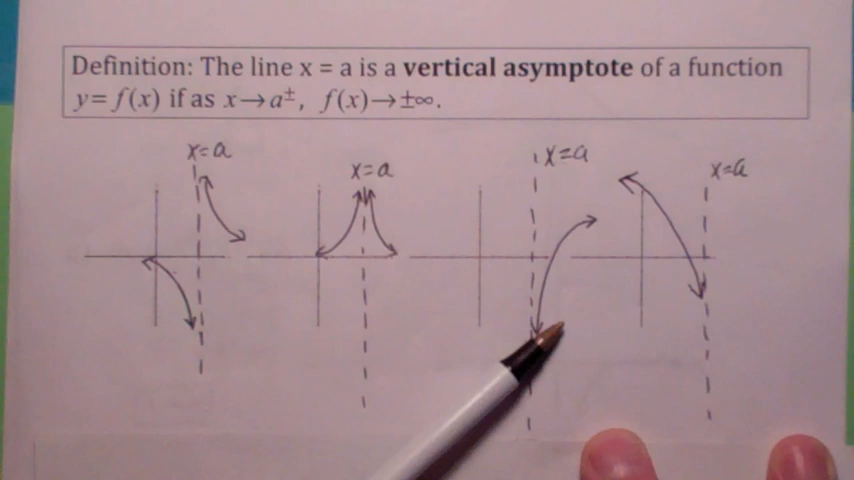 Definition: The line x = a is a vertical asymptote of a function
y= f(x) if as x→a±, f(x)→±∞.
x=a
x=a
x=a
x=a